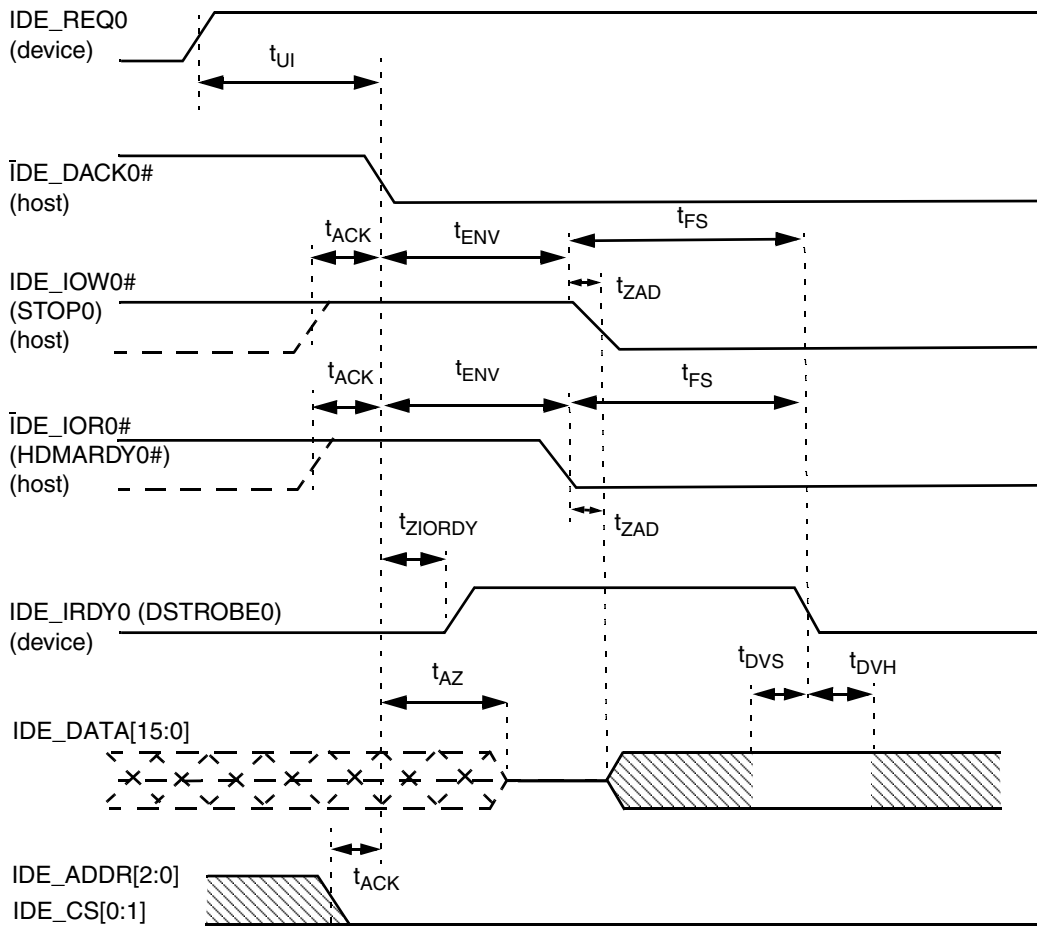 IDE_REQ0
(device)
tUI
IDE_DACK0#
(host)
tACK
tENV
tFS
IDE_IOW0#
(STOP0)
(host)
tZAD
tACK
tENV
tFS
IDE_IOR0#
(HDMARDY0#)
(host)
tZIORDY
tZAD
IDE_IRDY0 (DSTROBE0)
(device)
tDVS
tDVH
tAZ
IDE_DATA[15:0]
IDE_ADDR[2:0]
tACK
IDE_CS[0:1]